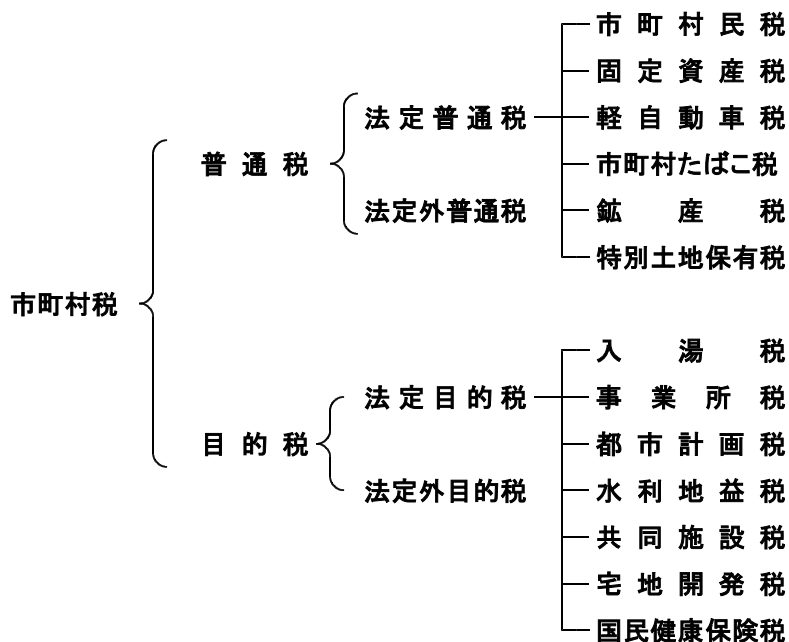 市町村税
普通税
法定普通税
市町村民税
固定資産税
軽自動車税
市町村たばこ税
鉱産税
特別土地保有税
法定外普通税
目的税
法定目的税
入湯税
事業所税
都市計画税
水利地益税
共同施設税
宅地開発税
国民健康保険税
法定外目的税